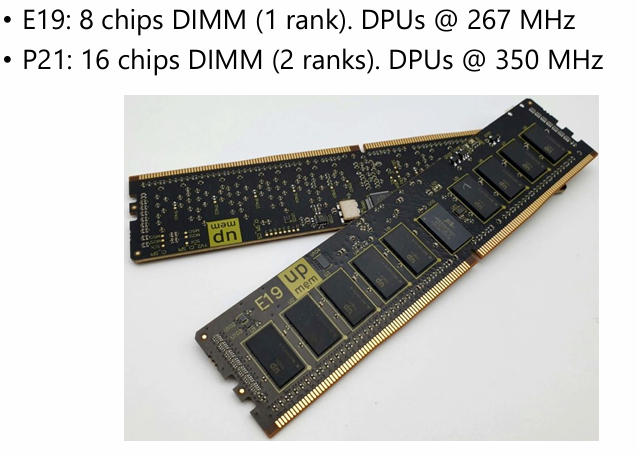 • E19: 8 chips DIMM (1 rank). DPUs @ 267 MHz
• P21: 16 chips DIMM (2 ranks). DPUs @ 350 MHz
up
mem
E19
up
mem